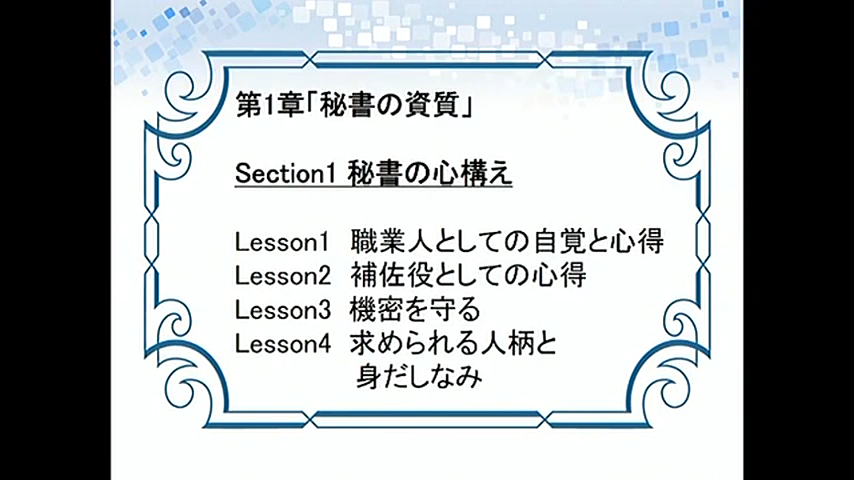 第1章「秘書の資質」
Section1 秘書の心構え
Lesson1 職業人としての自覚と心得
Lesson2 補佐役としての心得
Lesson3 機密を守る
Lesson4 求められる人柄と
身だしなみ